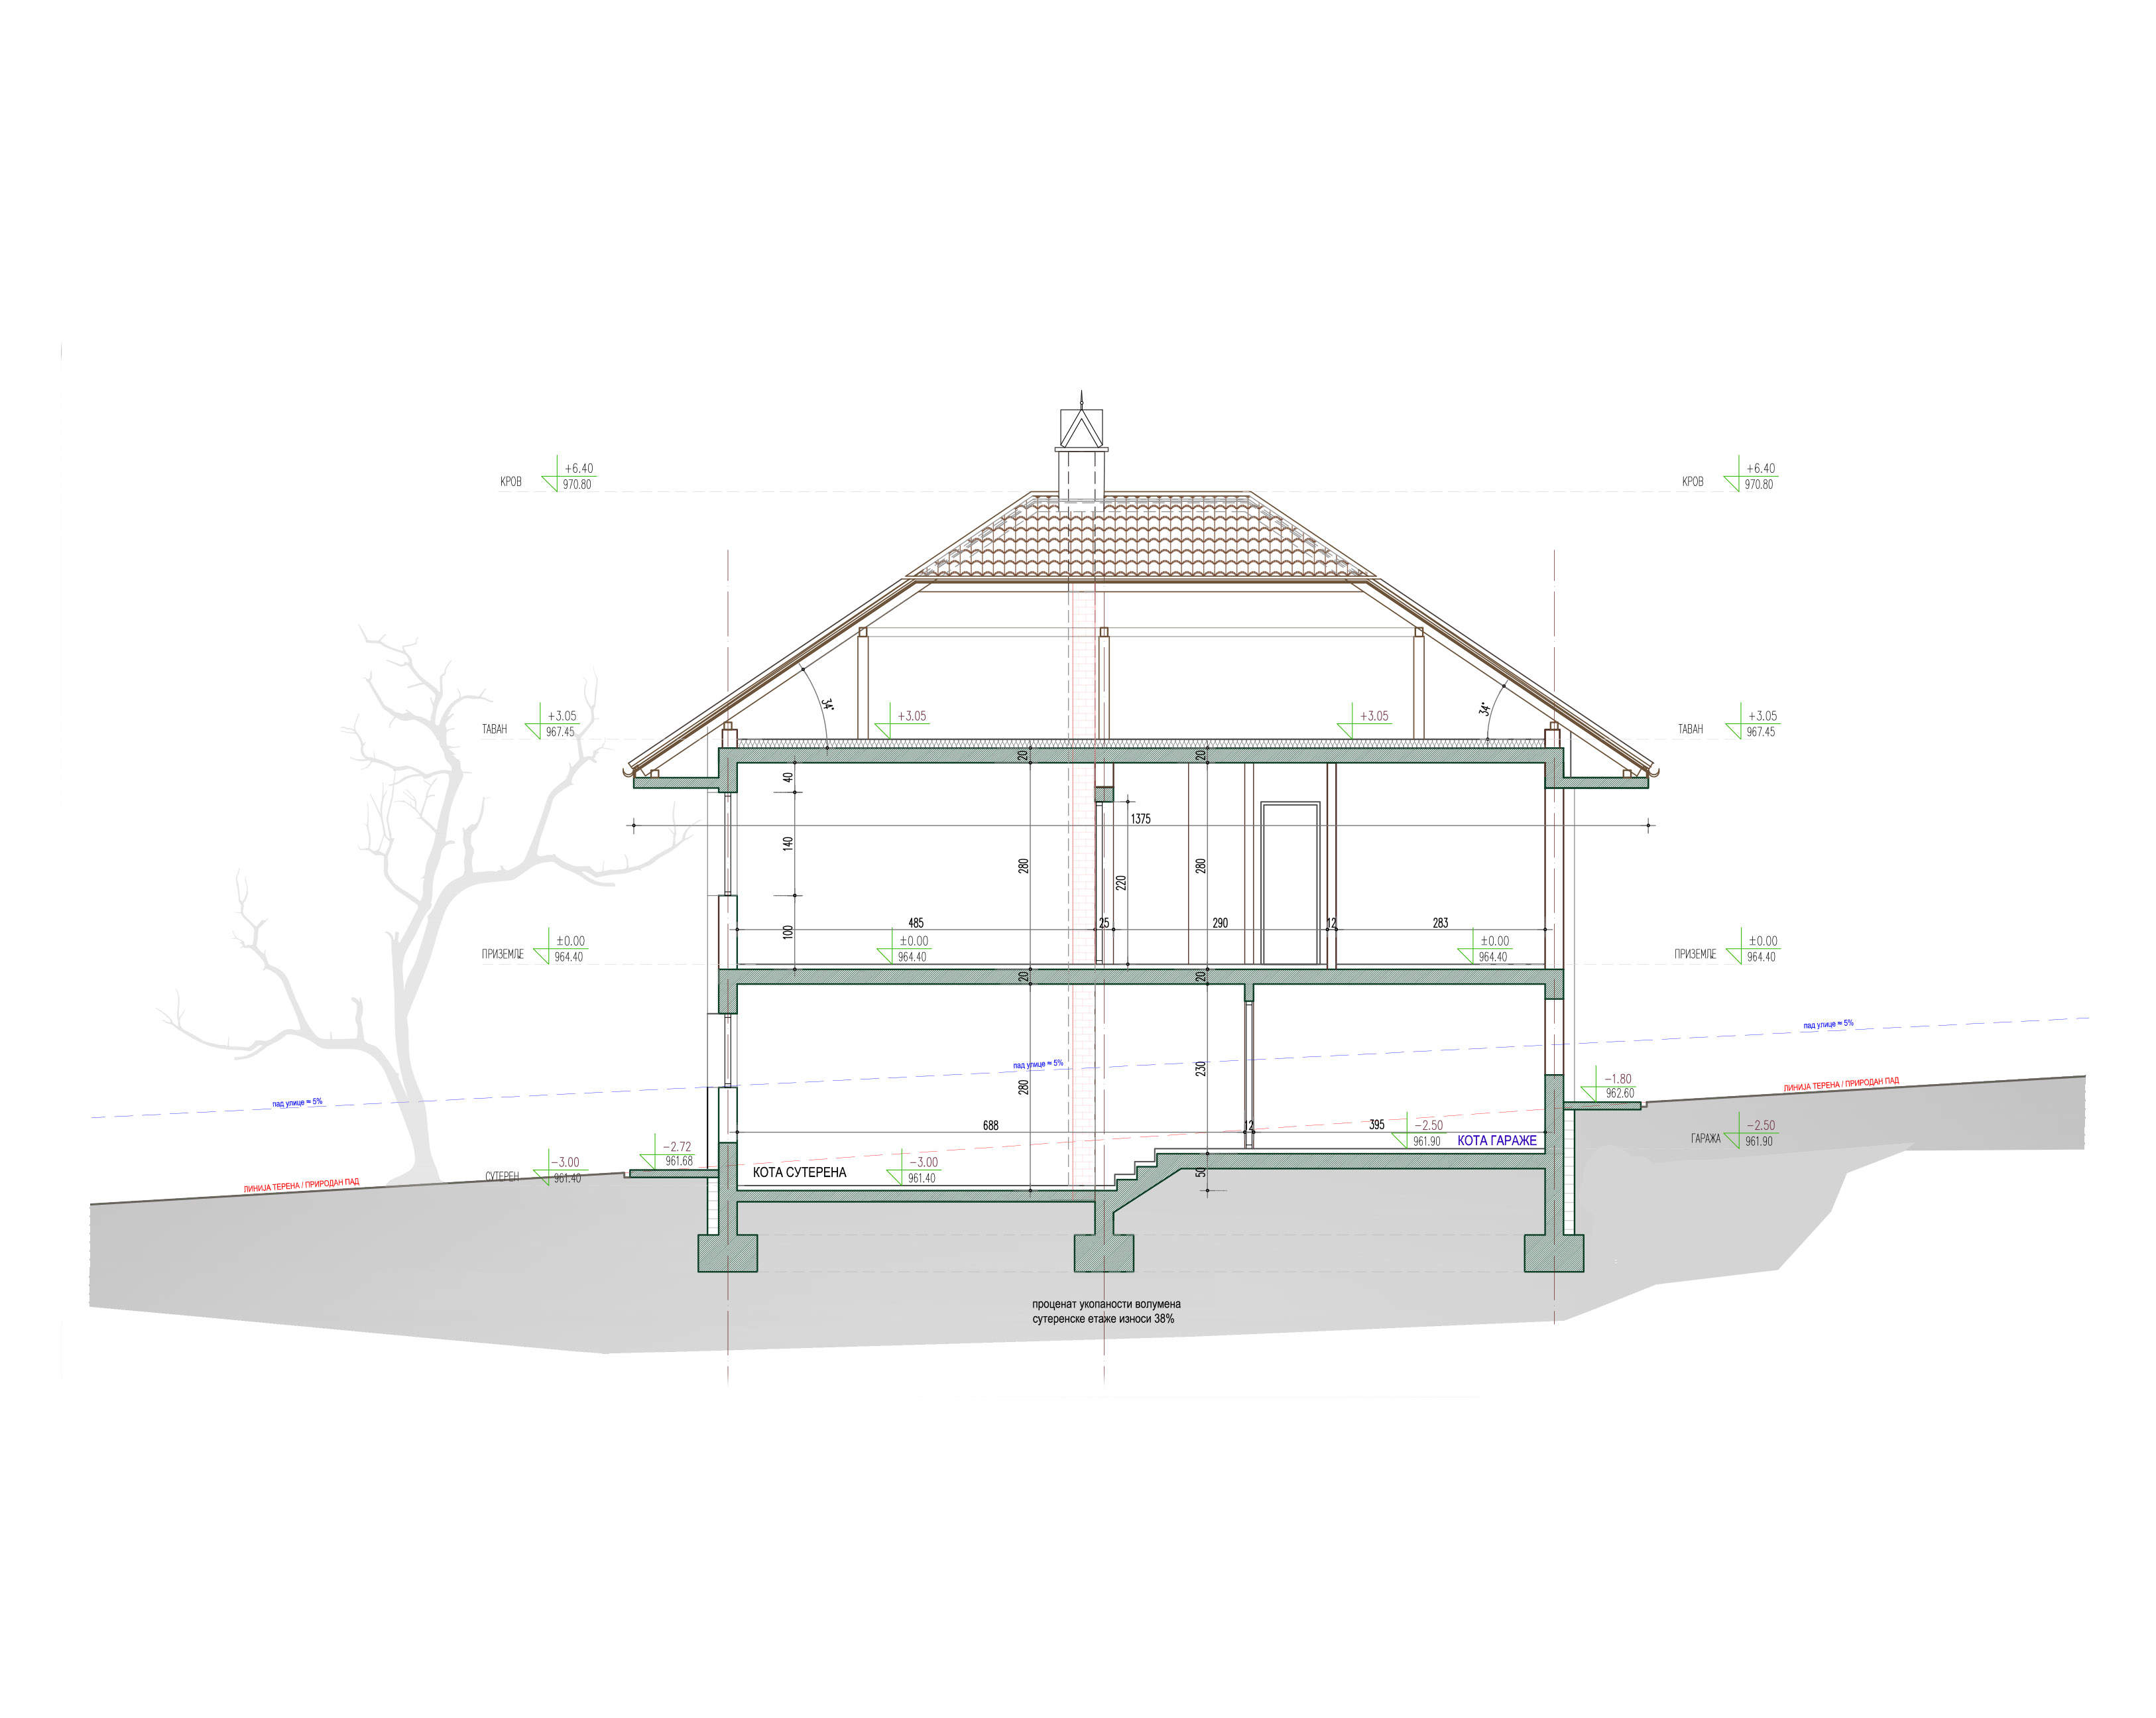 +6.40
КРОВ 970.80
+6.40
КРОВ 970.80
34°
34°
+3.05
ТАВАН 967.45
+3.05
+3.05
+3.05
ТАВАН 967.45
20
20
40
1375
140
280
220
280
485
25
290
12
283
100
±0.00
ПРИЗЕМЉЕ 964.40
±0.00
964.40
±0.00
964.40
±0.00
ПРИЗЕМЉЕ 964.40
20
20
пад улице ≈ 5%
пад улице ≈ 5%
пад улице ≈ 5%
280
230
-1.80
962.60
ЛИНИЈА ТЕРЕНА / ПРИРОДАН ПАД
688
12
395
-2.50
961.90
КОТА ГАРАЖЕ
-2.50
ГАРАЖА 961.90
-2.72
961.68
-3.00
СУТЕРЕН 961.40
КОТА СУТЕРЕНА
-3.00
961.40
50
ЛИНИЈА ТЕРЕНА / ПРИРОДАН ПАД
проценат укопаности волумена
сутеренске етаже износи 38%